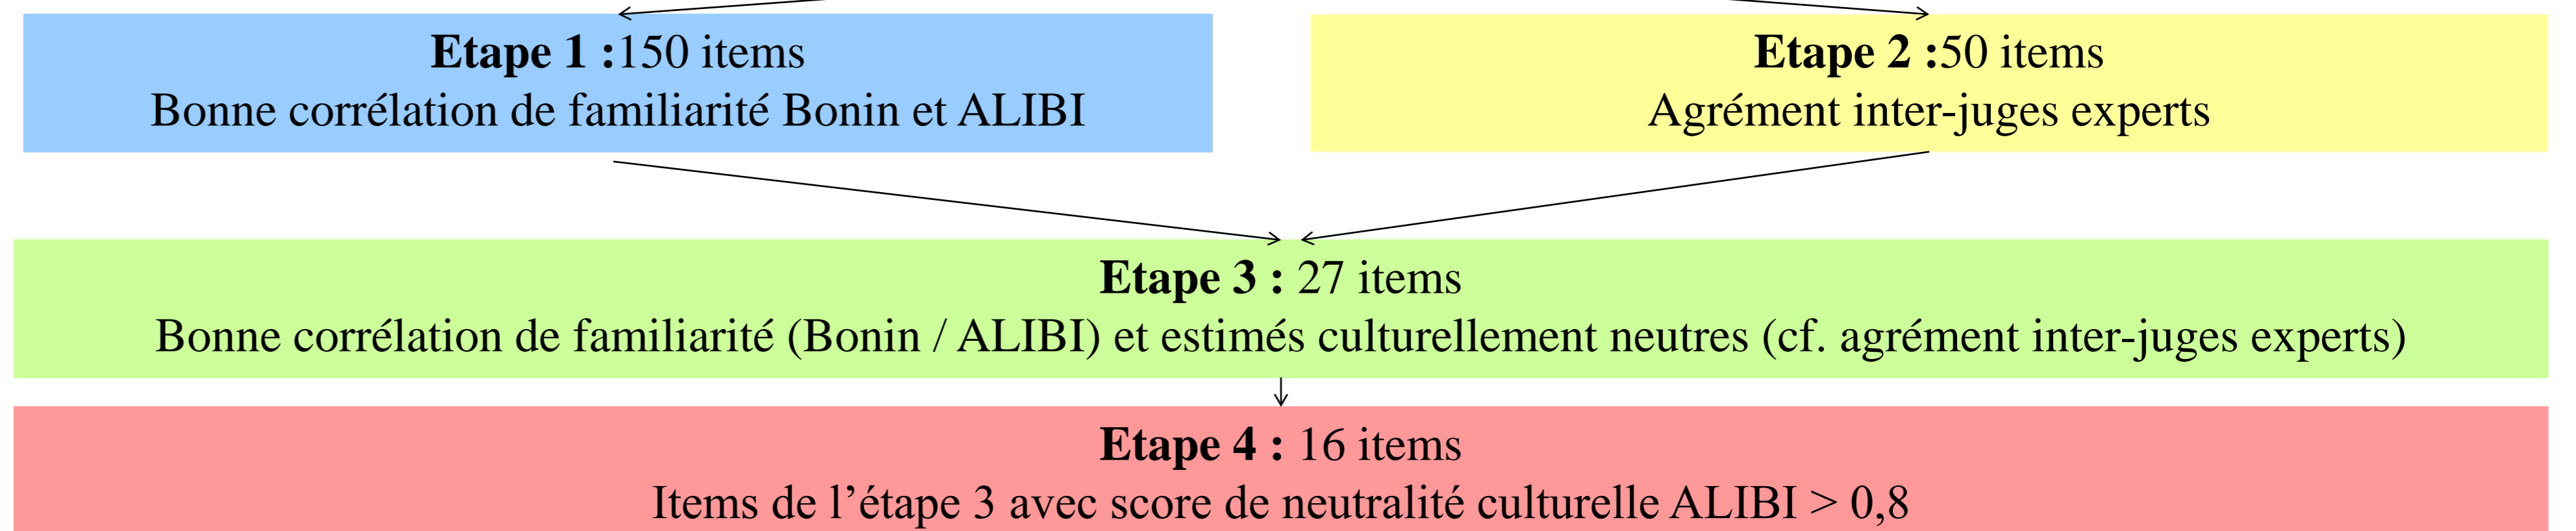 Etape 1 :150 items
Bonne corrélation de familiarité Bonin et ALIBI
Etape 2 :50 items
Agrément inter-juges experts
Etape 3 : 27 items
Bonne corrélation de familiarité (Bonin / ALIBI) et estimés culturellement neutres (cf. agrément inter-juges experts)
Etape 4 : 16 items
Items de l’étape 3 avec score de neutralité culturelle ALIBI > 0,8